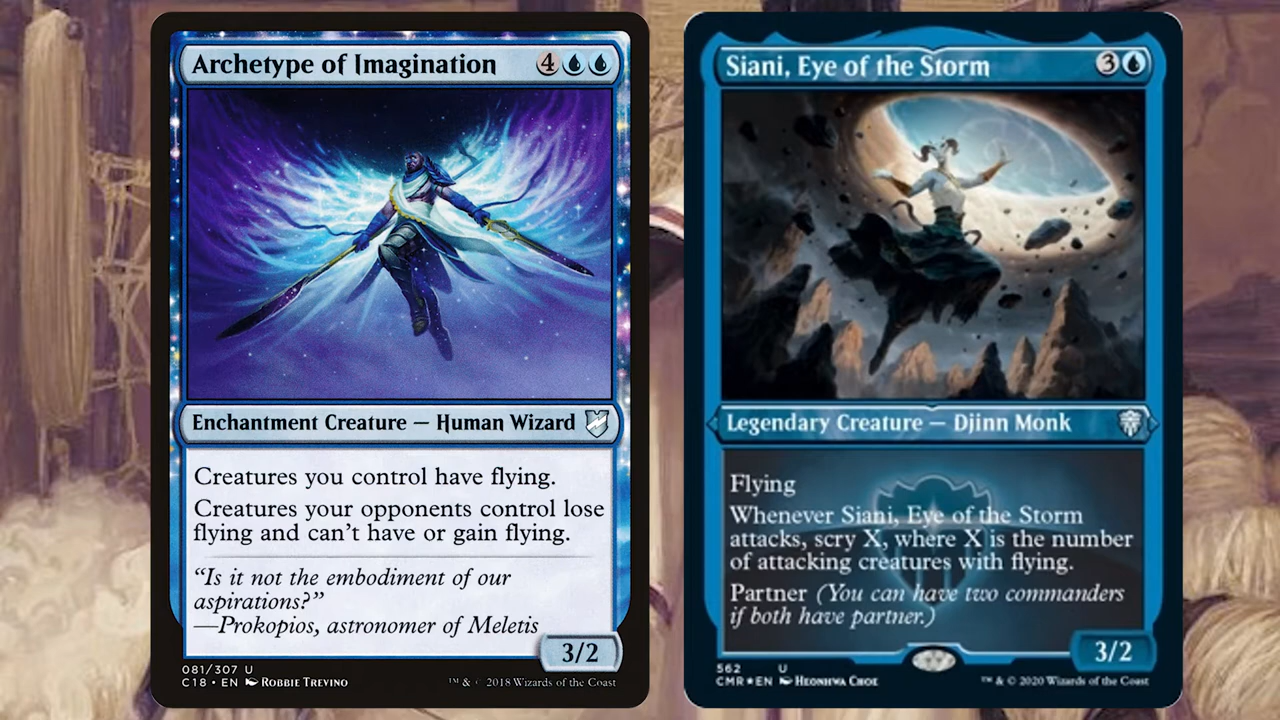 Archetype of Imagination 4
Enchantment Creature — Human Wizard
Creatures you control have flying.
Creatures your opponents control lose
flying and can't have or gain flying.
“Is it not the embodiment of our
aspirations?”
—Prokopios, astronomer of Meletis
3/2
081/307 U
C18 • EN Robbie Trevino
™ & © 2018 Wizards of the Coast
Siani, Eye of the Storm 3
Legendary Creature — Djinn Monk
Flying
Whenever Siani, Eye of the Storm
attacks, scry X, where X is the number
of attacking creatures with flying.
Partner (You can have two commanders
if both have partner.)
3/2
562 U
CMR★EN Heonhwa Choe
™ & © 2020 Wizards of the Coast